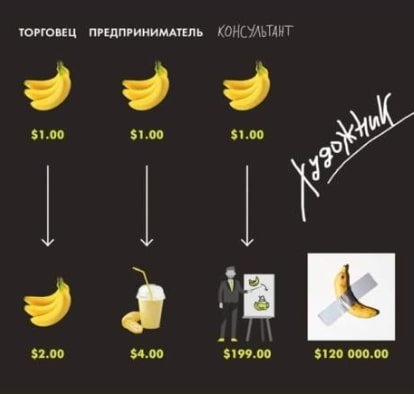 ТОРГОВЕЦ ПРЕДПРИНИМАТЕЛЬ КОНСУЛЬТАНТ
$1.00 $1.00 $1.00
художник
$2.00 $4.00 $199.00 $120 000.00